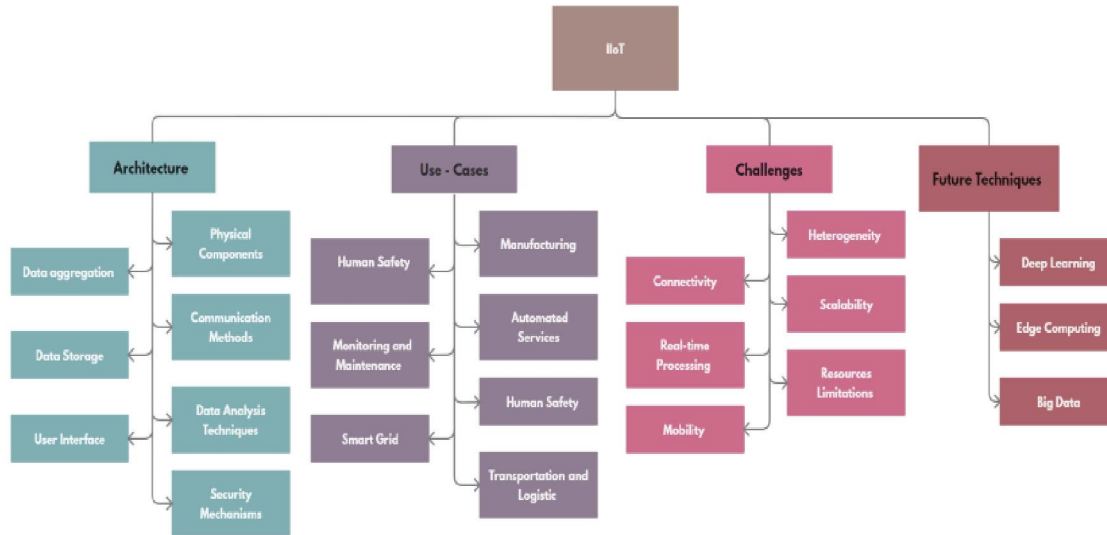 IIoT
Architecture
Use - Cases
Challenges
Future Techniques
Physical
Components
Data aggregation
Communication
Methods
Data Storage
Data Analysis
Techniques
User Interface
Security
Mechanisms
Manufacturing
Human Safety
Automated
Services
Monitoring and
Maintenance
Human Safety
Smart Grid
Transportation and
Logistic
Heterogeneity
Connectivity
Scalability
Real-time
Processing
Resources
Limitations
Mobility
Deep Learning
Edge Computing
Big Data